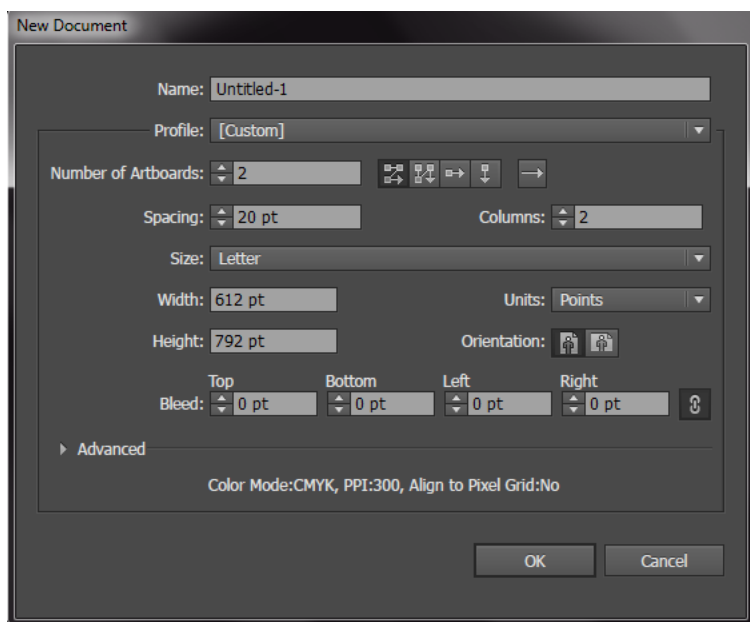 New Document
Name: Untitled-1
Profile: [Custom]
Number of Artboards: 2
Spacing: 20 pt Columns: 2
Size: Letter
Width: 612 pt Units: Points
Height: 792 pt Orientation:
Top Bottom Left Right
Bleed: 0 pt 0 pt 0 pt 0 pt
Advanced
Color Mode:CMYK, PPI:300, Align to Pixel Grid:No
OK Cancel